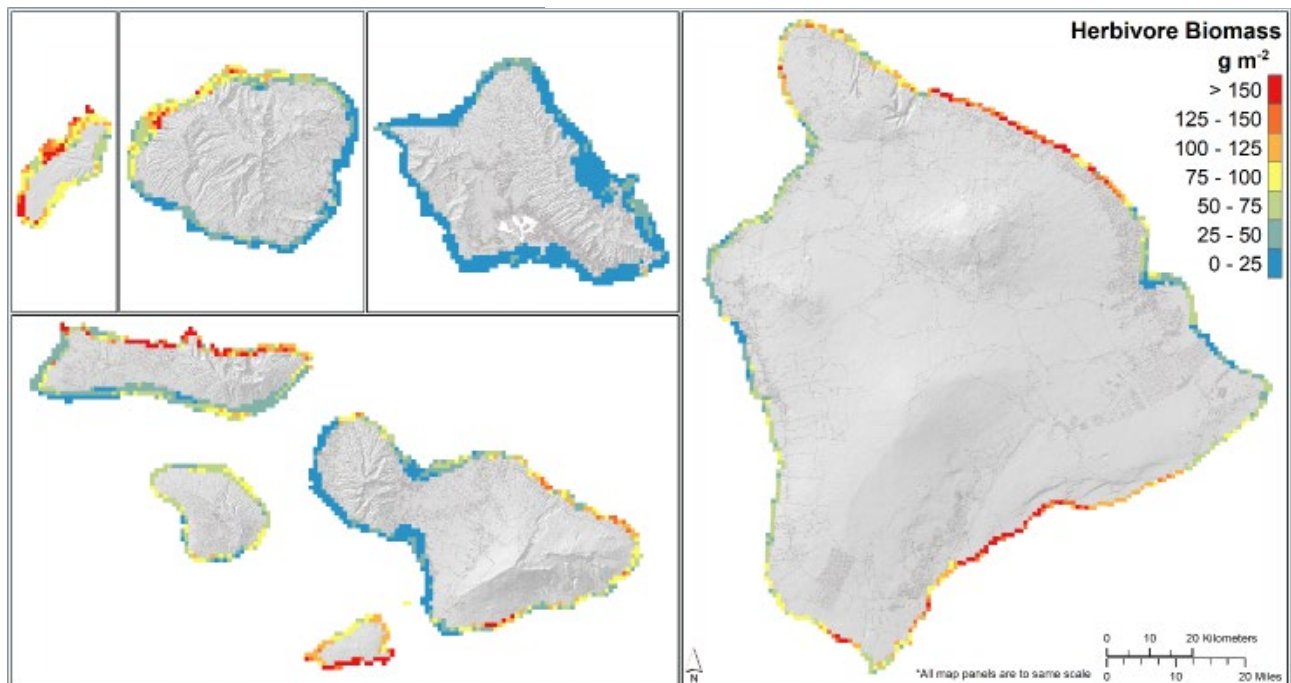 Herbivore Biomass
g m-2
> 150
125 - 150
100 - 125
75 - 100
50 - 75
25 - 50
0 - 25
0 10 20 Kilometers
*All map panels are to same scale
N
0 10 20 Miles